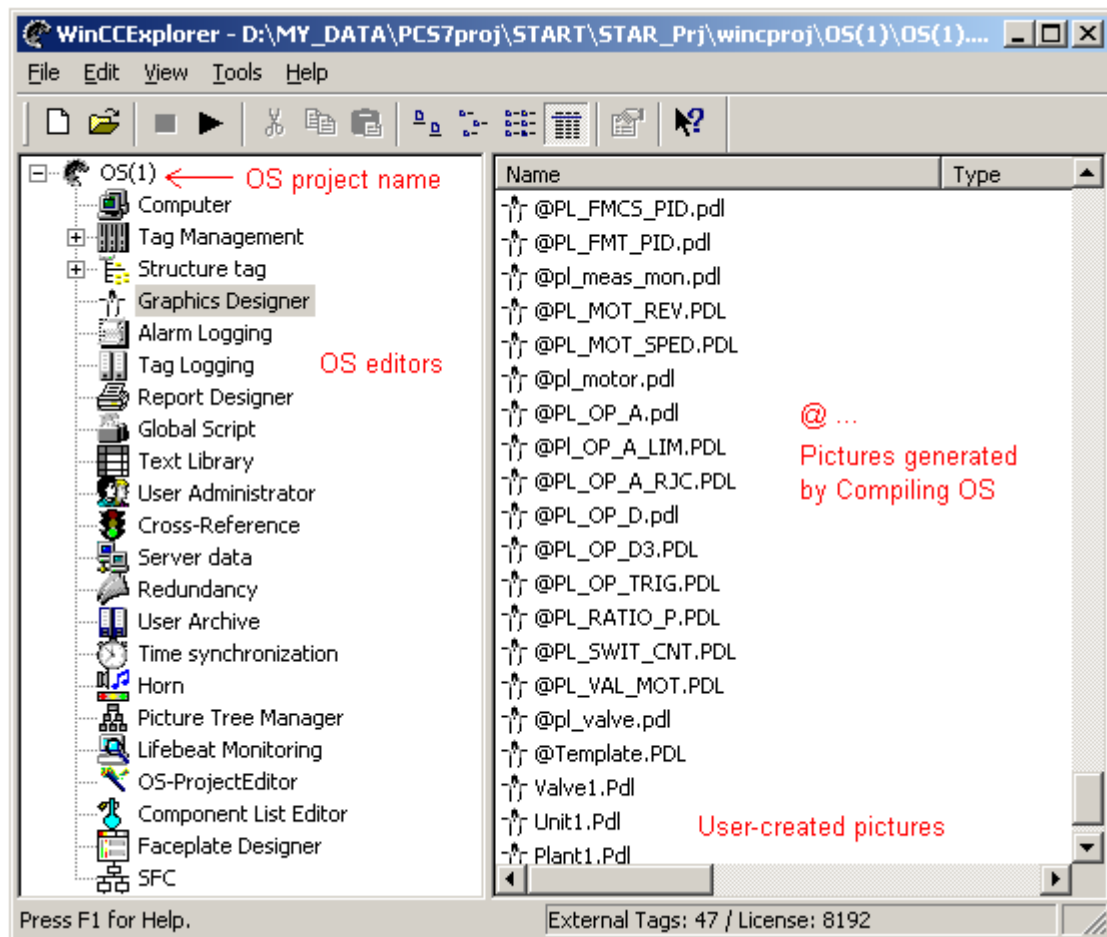 WinCCExplorer - D:\MY_DATA\PCS7proj\START\STAR_Prj\wincproj\OS(1)\OS(1)....
File Edit View Tools Help
OS(1) OS project name
Computer
Tag Management
Structure tag
Graphics Designer
Alarm Logging
Tag Logging
OS editors
Report Designer
Global Script
Text Library
User Administrator
Cross-Reference
Server data
Redundancy
User Archive
Time synchronization
Horn
Picture Tree Manager
Lifebeat Monitoring
OS-ProjectEditor
Component List Editor
Faceplate Designer
SFC
Name Type
@PL_FMCS_PID.pdl
@PL_FMT_PID.pdl
@pl_meas_mon.pdl
@PL_MOT_REV.PDL
@PL_MOT_SPED.PDL
@pl_motor.pdl
@PL_OP_A.pdl
@Pl_OP_A_LIM.PDL
@PL_OP_A_RJC.PDL
@PL_OP_D.pdl
@PL_OP_D3.PDL
@PL_OP_TRIG.PDL
@PL_RATIO_P.PDL
@PL_SWIT_CNT.PDL
@PL_VAL_MOT.PDL
@pl_valve.pdl
@Template.PDL
Valve1.Pdl
Unit1.Pdl
Plant1.Pdl
@ ...
Pictures generated
by Compiling OS
User-created pictures
Press F1 for Help.
External Tags: 47 / License: 8192